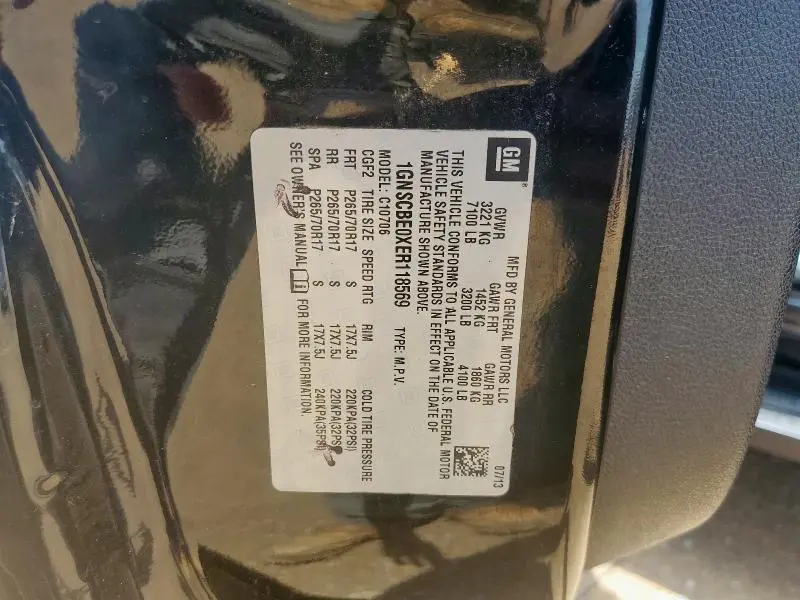 GM®
MFD BY GENERAL MOTORS LLC
07/13
GVWR GAWR FRT GAWR RR
3221 KG 1452 KG 1860 KG
7100 LB 3200 LB 4100 LB
THIS VEHICLE CONFORMS TO ALL APPLICABLE U.S. FEDERAL MOTOR
VEHICLE SAFETY STANDARDS IN EFFECT ON THE DATE OF
MANUFACTURE SHOWN ABOVE.
1GNSCBE0XER118569 TYPE: M.P.V.
MODEL: C10706
CGF2 TIRE SIZE SPEED RTG RIM COLD TIRE PRESSURE
FRT P265/70R17 S 17X7.5J 220KPA(32PSI)
RR P265/70R17 S 17X7.5J 220KPA(32PSI)
SPA P265/70R17 S 17X7.5J 240KPA(35PSI)
SEE OWNER'S MANUAL i FOR MORE INFORMATION.